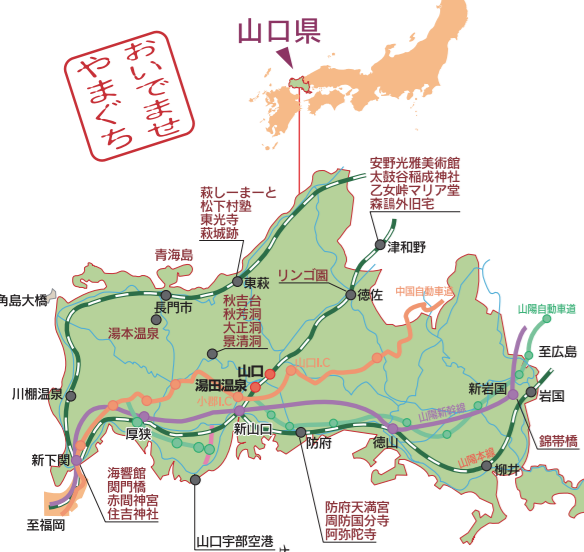 山口県
おいでませ
やまぐち
安野光雅美術館
太鼓谷稲成神社
乙女峠マリア堂
森鴎外旧宅
萩しーまーと
松下村塾
東光寺
萩城跡
津和野
青海島
リンゴ園
東萩
徳佐
中国自動車道
角島大橋
長門市
秋吉台
秋芳洞
大正洞
景清洞
山陽自動車道
湯本温泉
至広島
山口
山口I.C
湯田温泉
川棚温泉
小郡I.C
新岩国
岩国
山陽新幹線
厚狭
新山口
防府
徳山
錦帯橋
新下関
山陽本線
柳井
海響館
関門橋
赤間神宮
住吉神社
防府天満宮
周防国分寺
阿弥陀寺
至福岡
山口宇部空港